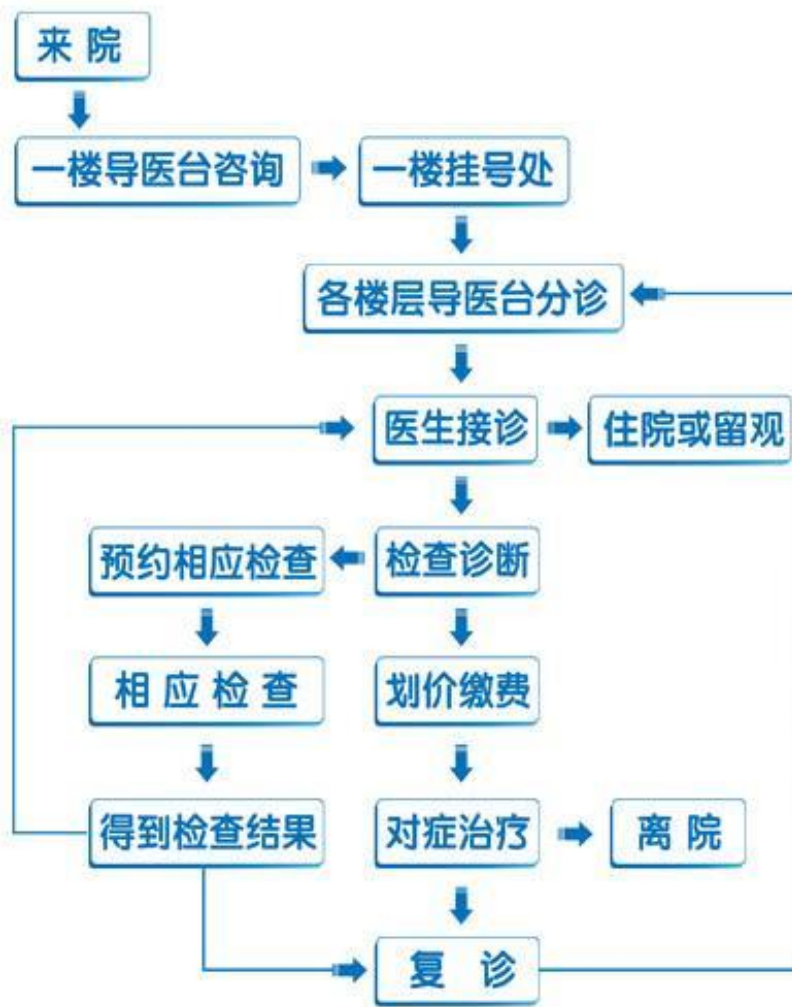 来院
一楼导医台咨询
一楼挂号处
各楼层导医台分诊
医生接诊
住院或留观
预约相应检查
检查诊断
相应检查
划价缴费
得到检查结果
对症治疗
离院
复诊